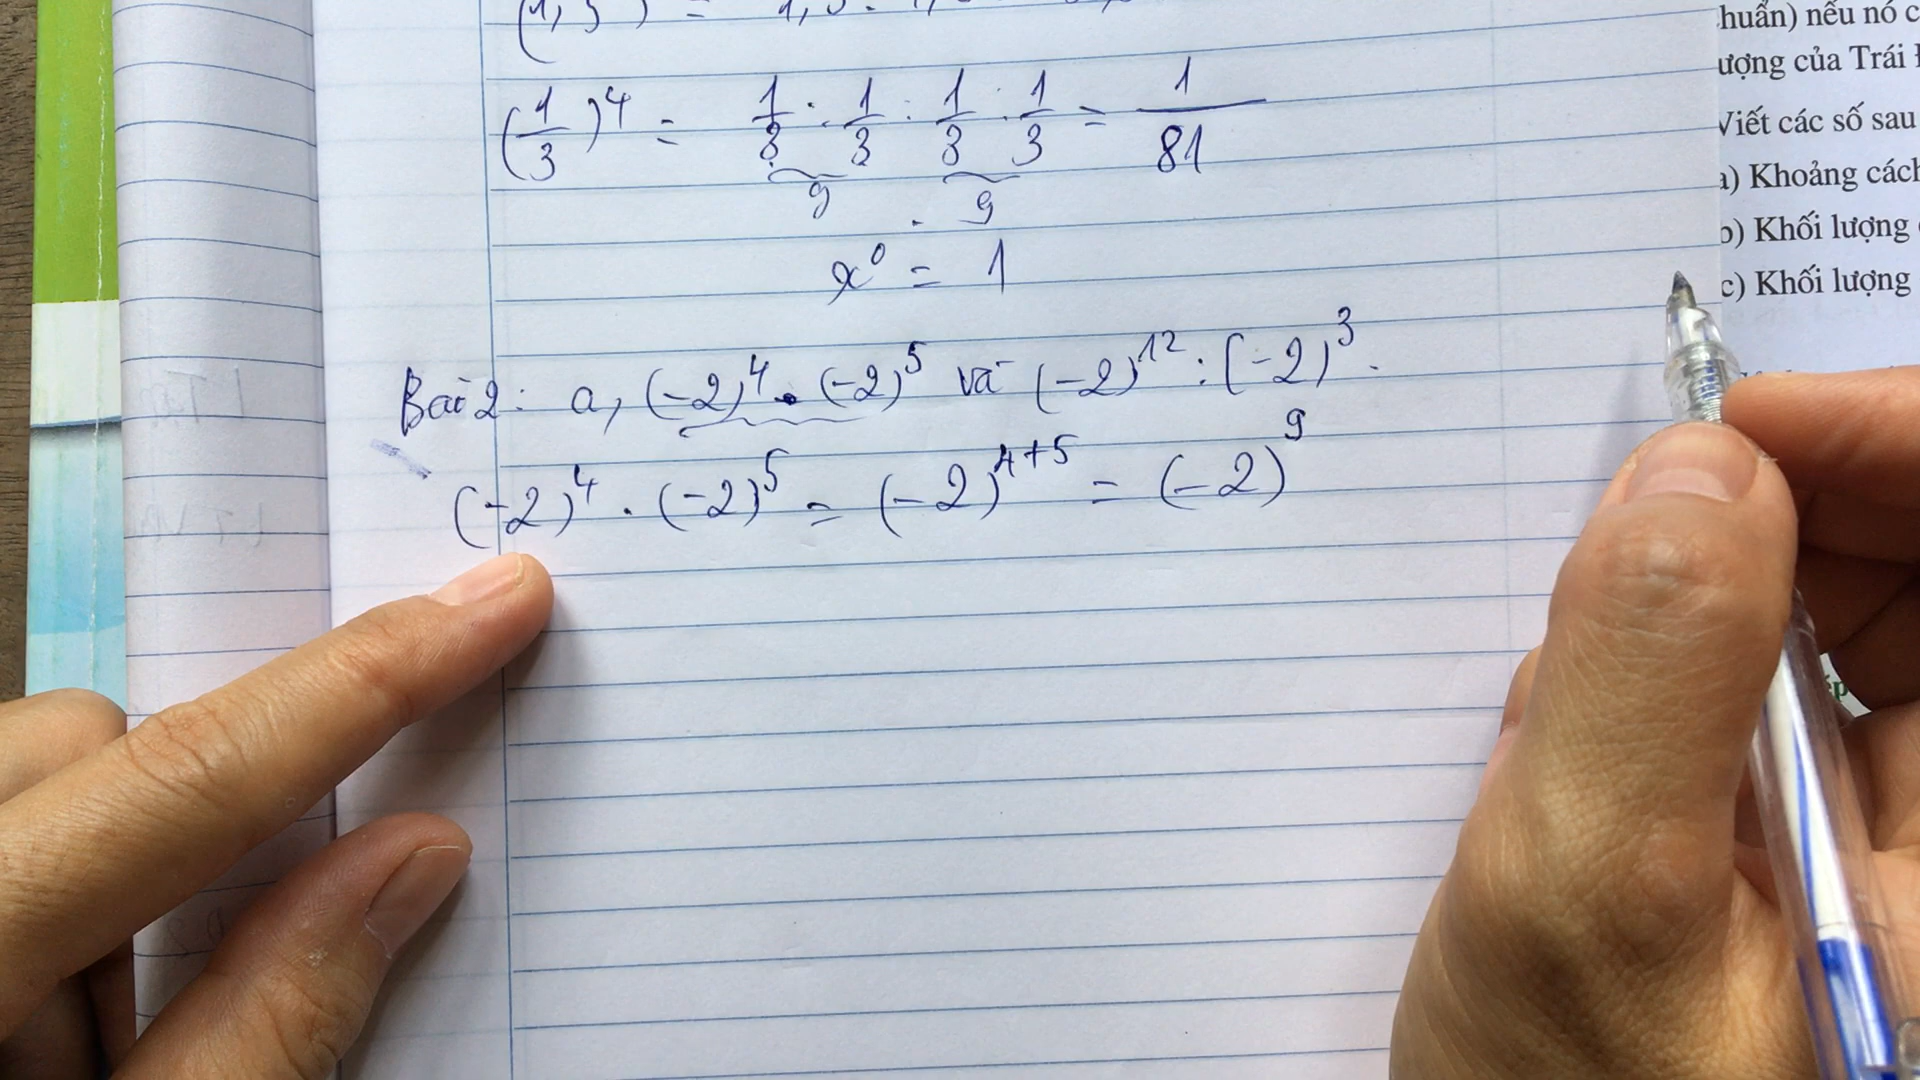 (1/3)^4 = 1/3 . 1/3 . 1/3 . 1/3 = 1/81
9 . 9
x^0 = 1
Bài 2: a, (-2)^4 . (-2)^5 và (-2)^12 : (-2)^3.
(-2)^4 . (-2)^5 = (-2)^4+5 = (-2)^9
huẩn) nếu nó c
ượng của Trái
Viết các số sau
a) Khoảng cách
b) Khối lượng
c) Khối lượng